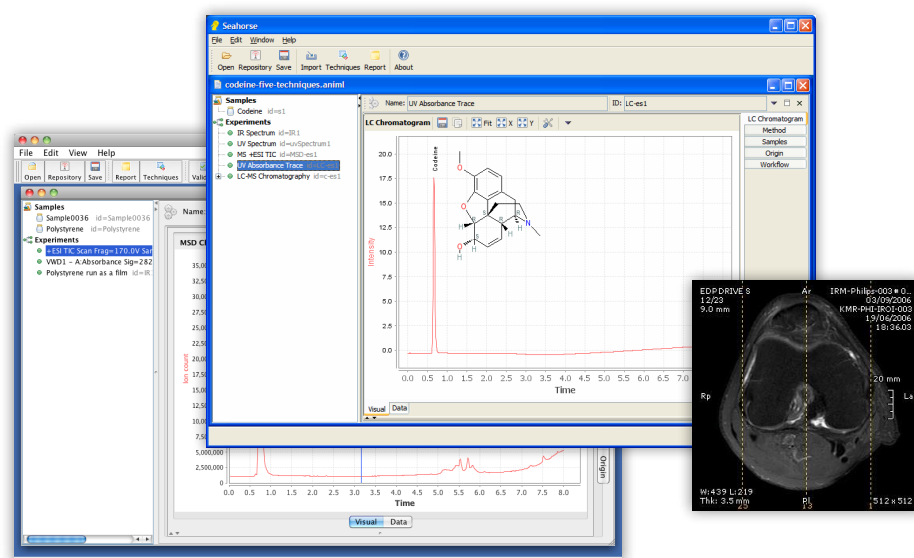 Seahorse
File Edit Window Help
Open Repository Save Import Techniques Report About
codeine-five-techniques.animl
Samples
Codeine id=s1
Experiments
IR Spectrum id=IR1
UV Spectrum id=uvSpectrum1
MS +ESI TIC id=MSD-es1
UV Absorbance Trace
LC-MS Chromatography id=c-es1
Name: UV Absorbance Trace ID: LC-es1
LC Chromatogram Fit X Y
LC Chromatogram
Method
Samples
Origin
Workflow
Codeine
Intensity
20.0
17.5
15.0
12.5
10.0
7.5
5.0
2.5
0.0
0.0 0.5 1.0 1.5 2.0 2.5 3.0 3.5 4.0 4.5 5.0 5.5 6.0 6.5 7.0
Time
Visual Data
O
O
O
H
H
H
N
File Edit View Help
Open Repository Save Report Techniques
Samples
Sample0036 id=Sample0036
Polystyrene id=Polystyrene
Experiments
+ESI TIC Scan Frag=170.0V
VWD1 - A:Absorbance Sig=282
Polystyrene run as a film id=IR
Name:
Ion count
5,000,000
2,500,000
0
0.0 0.5 1.0 1.5 2.0 2.5 3.0 3.5 4.0 4.5 5.0 5.5 6.0 6.5 7.0 7.5 8.0
Time
Visual Data
Origin
EDP DRIVE S Ar IRM-Philips-003 # 0...
12/23 03/09/2006
9.0 mm KMR-PHI-IROI-003
19/06/2006
18:36.03
20 mm
Rp La
W:439 L:219
Thk: 3.5 mm Pl 512 x 512
25 13 1